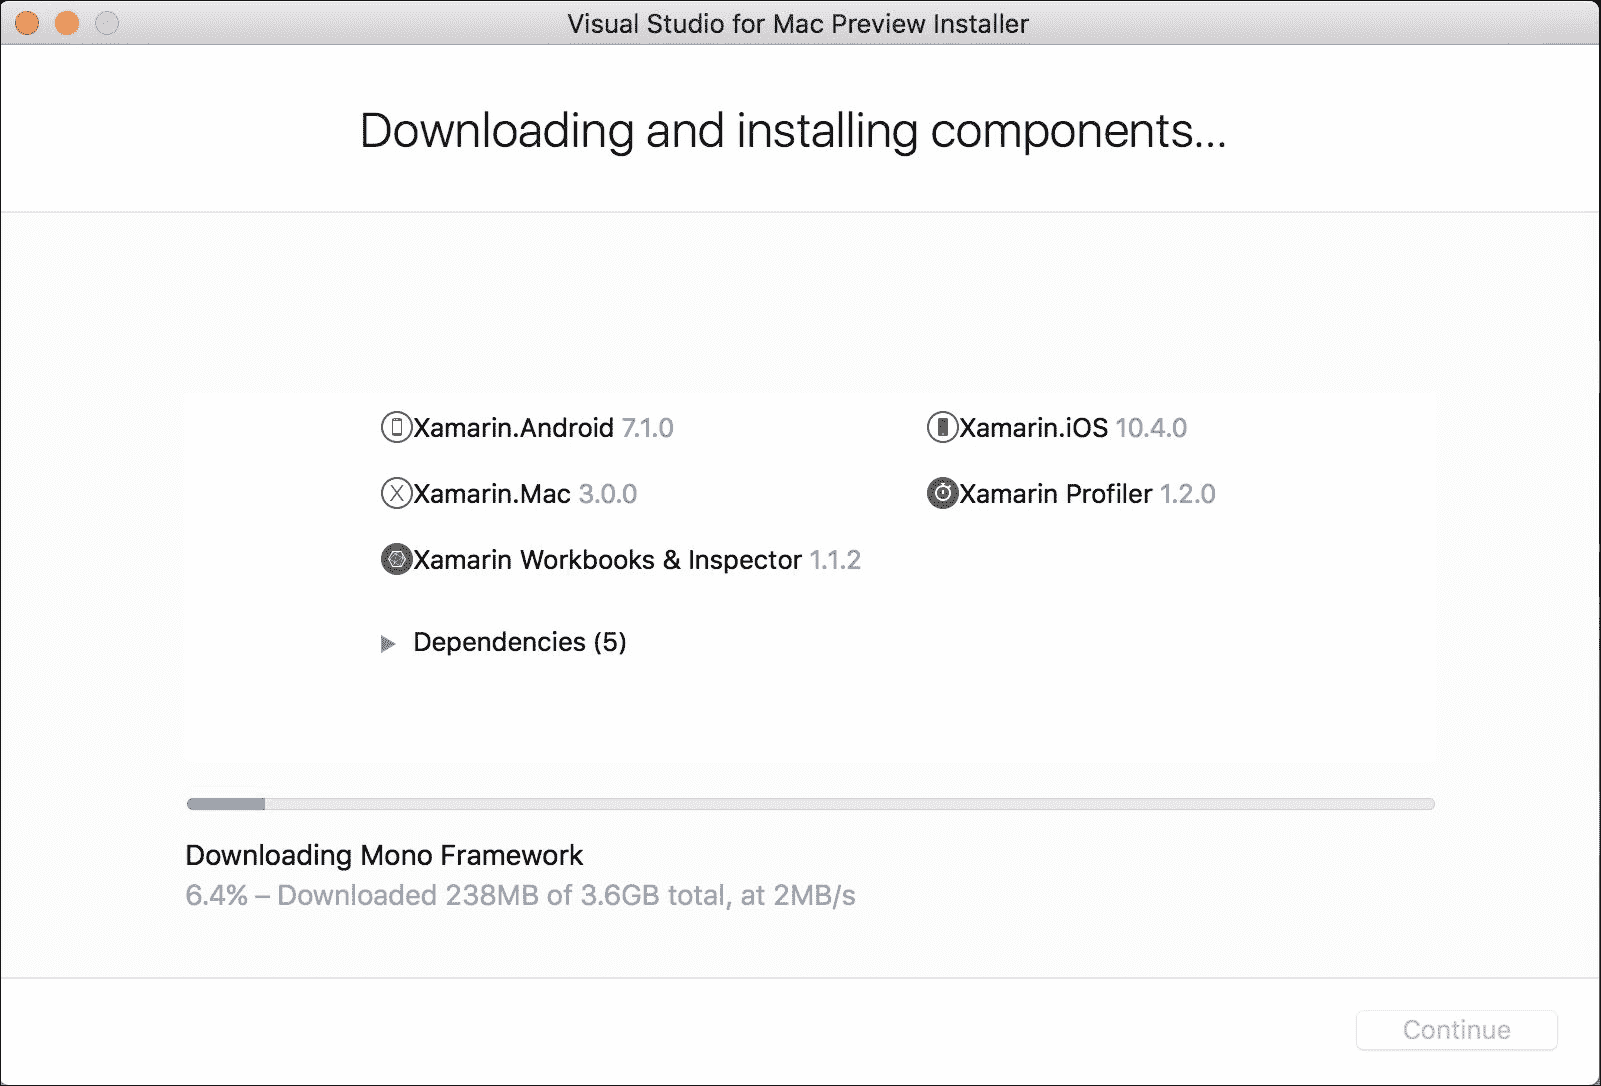 Visual Studio for Mac Preview Installer
Downloading and installing components...
Xamarin.Android 7.1.0
Xamarin.iOS 10.4.0
Xamarin.Mac 3.0.0
Xamarin Profiler 1.2.0
Xamarin Workbooks & Inspector 1.1.2
Dependencies (5)
Downloading Mono Framework
6.4% – Downloaded 238MB of 3.6GB total, at 2MB/s
Continue